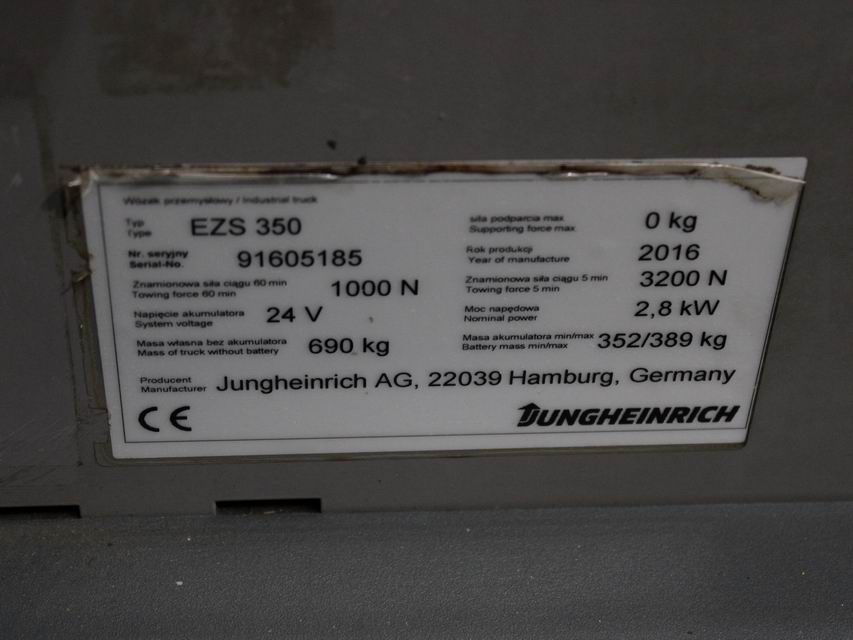 Wózek przemysłowy / Industrial truck
Typ
Type
EZS 350
siła podparcia max
Supporting force max
0 kg
Nr. seryjny
Serial-No.
91605185
Rok produkcji
Year of manufacture
2016
Znamionowa siła ciągu 60 min
Towing force 60 min
1000 N
Znamionowa siła ciągu 5 min
Towing force 5 min
3200 N
Napięcie akumulatora
System voltage
24 V
Moc napędowa
Nominal power
2,8 kW
Masa własna bez akumulatora
Mass of truck without battery
690 kg
Masa akumulatora min/max
Battery mass min/max
352/389 kg
Producent
Manufacturer
Jungheinrich AG, 22039 Hamburg, Germany
CE
JUNGHEINRICH